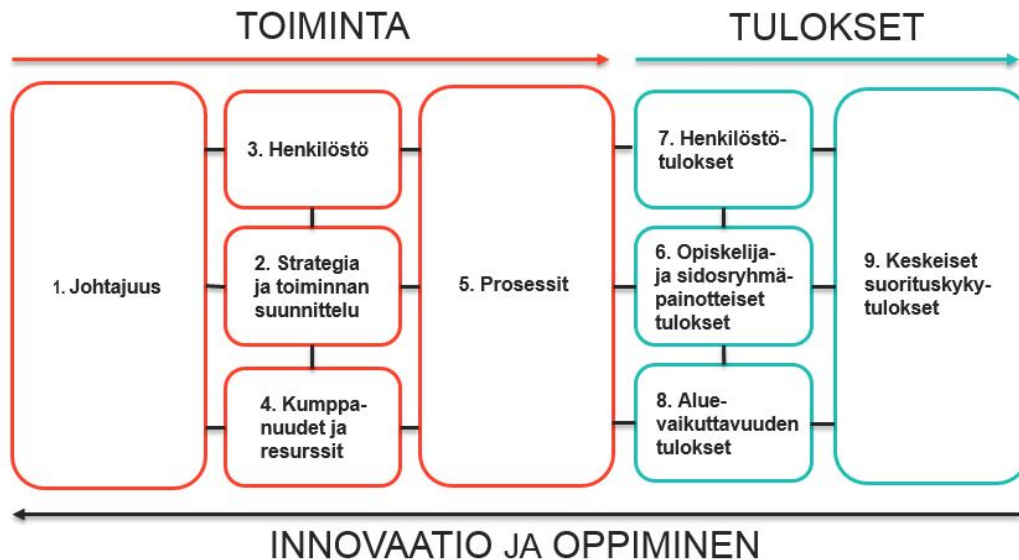 TOIMINTA
TULOKSET
1. Johtajuus
3. Henkilöstö
2. Strategia
ja toiminnan
suunnittelu
4. Kumppa-
nuudet ja
resurssit
5. Prosessit
7. Henkilöstö-
tulokset
6. Opiskelija-
ja sidosryhmä-
painotteiset
tulokset
8. Alue-
vaikuttavuuden
tulokset
9. Keskeiset
suorituskyky-
tulokset
INNOVAATIO JA OPPIMINEN